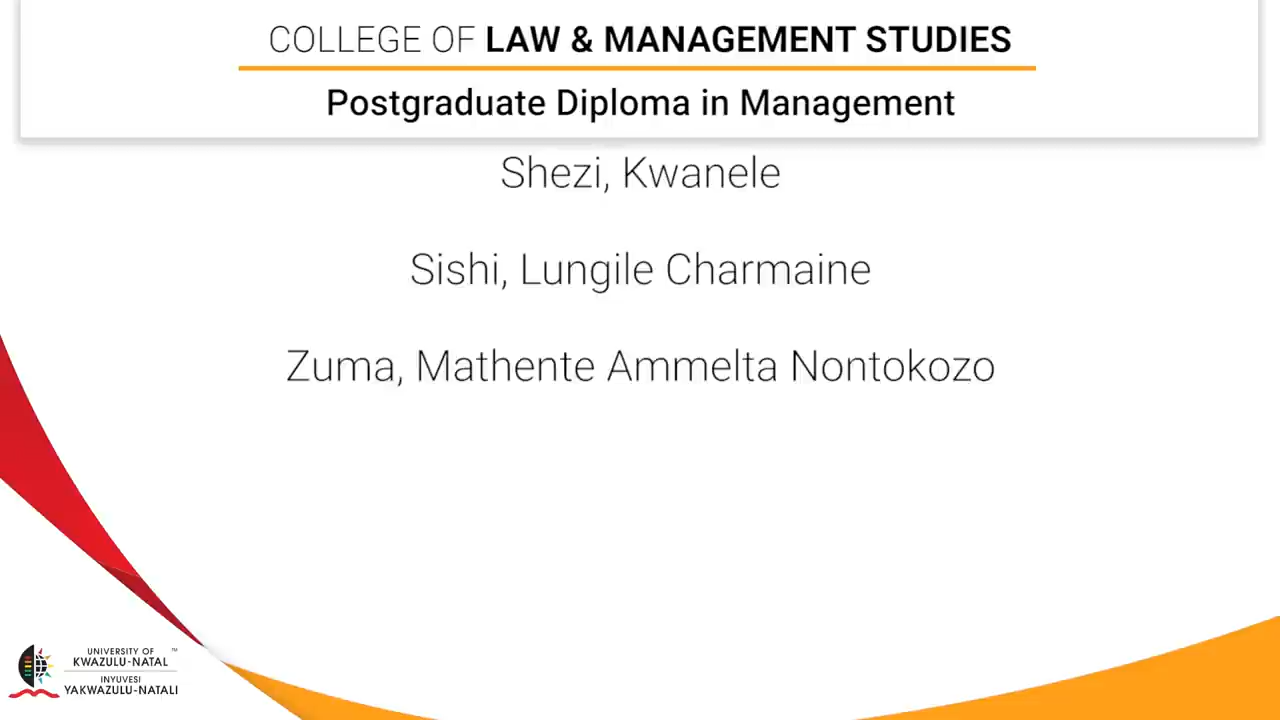 COLLEGE OF LAW & MANAGEMENT STUDIES
Postgraduate Diploma in Management
Shezi, Kwanele
Sishi, Lungile Charmaine
Zuma, Mathente Ammelta Nontokozo
UNIVERSITY OF ™
KWAZULU-NATAL
INYUVESI
YAKWAZULU-NATALI